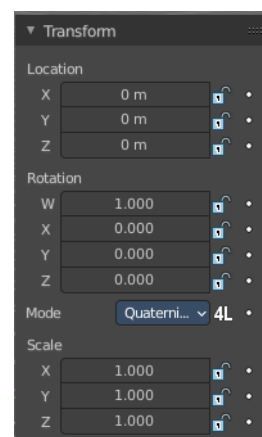 Transform
Location
X 0 m
Y 0 m
Z 0 m
Rotation
W 1.000
X 0.000
Y 0.000
Z 0.000
Mode Quaterni... 4L
Scale
X 1.000
Y 1.000
Z 1.000